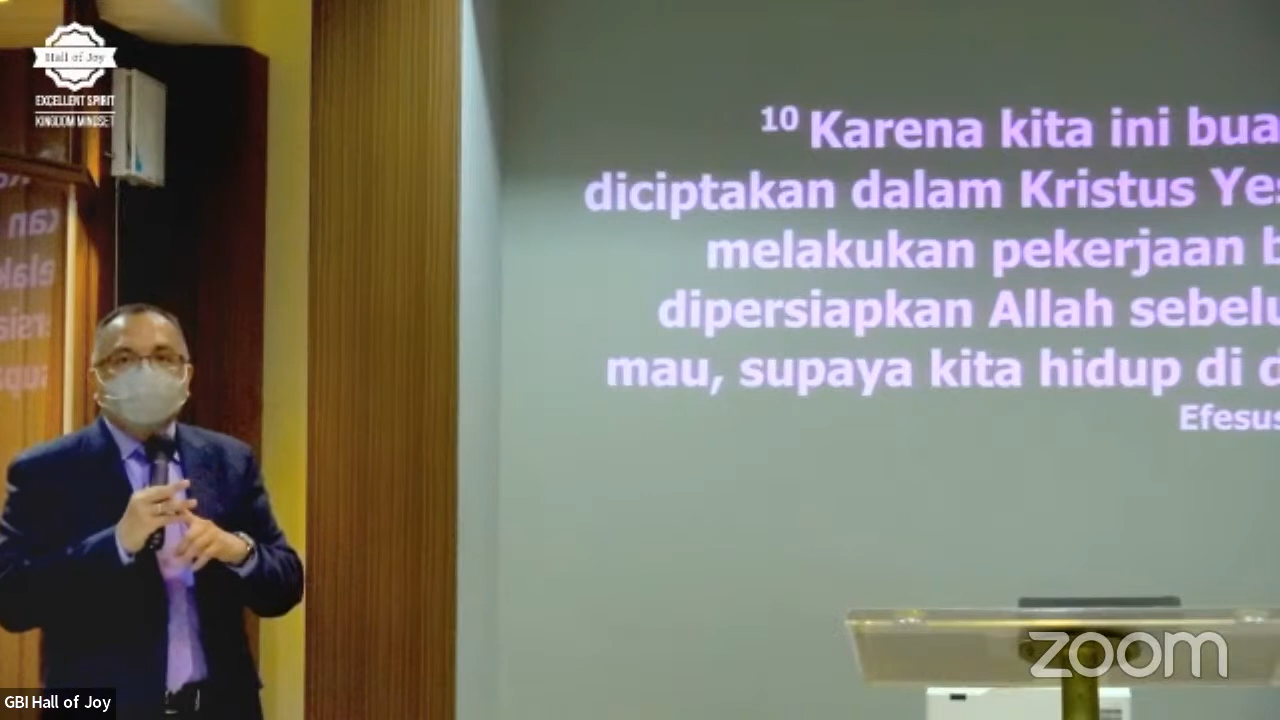 Hall of Joy
EXCELLENT SPIRIT
KINGDOM MINDSET
10 Karena kita ini bua
diciptakan dalam Kristus Yes
melakukan pekerjaan b
dipersiapkan Allah sebelu
mau, supaya kita hidup di d
Efesus
zoom
GBI Hall of Joy